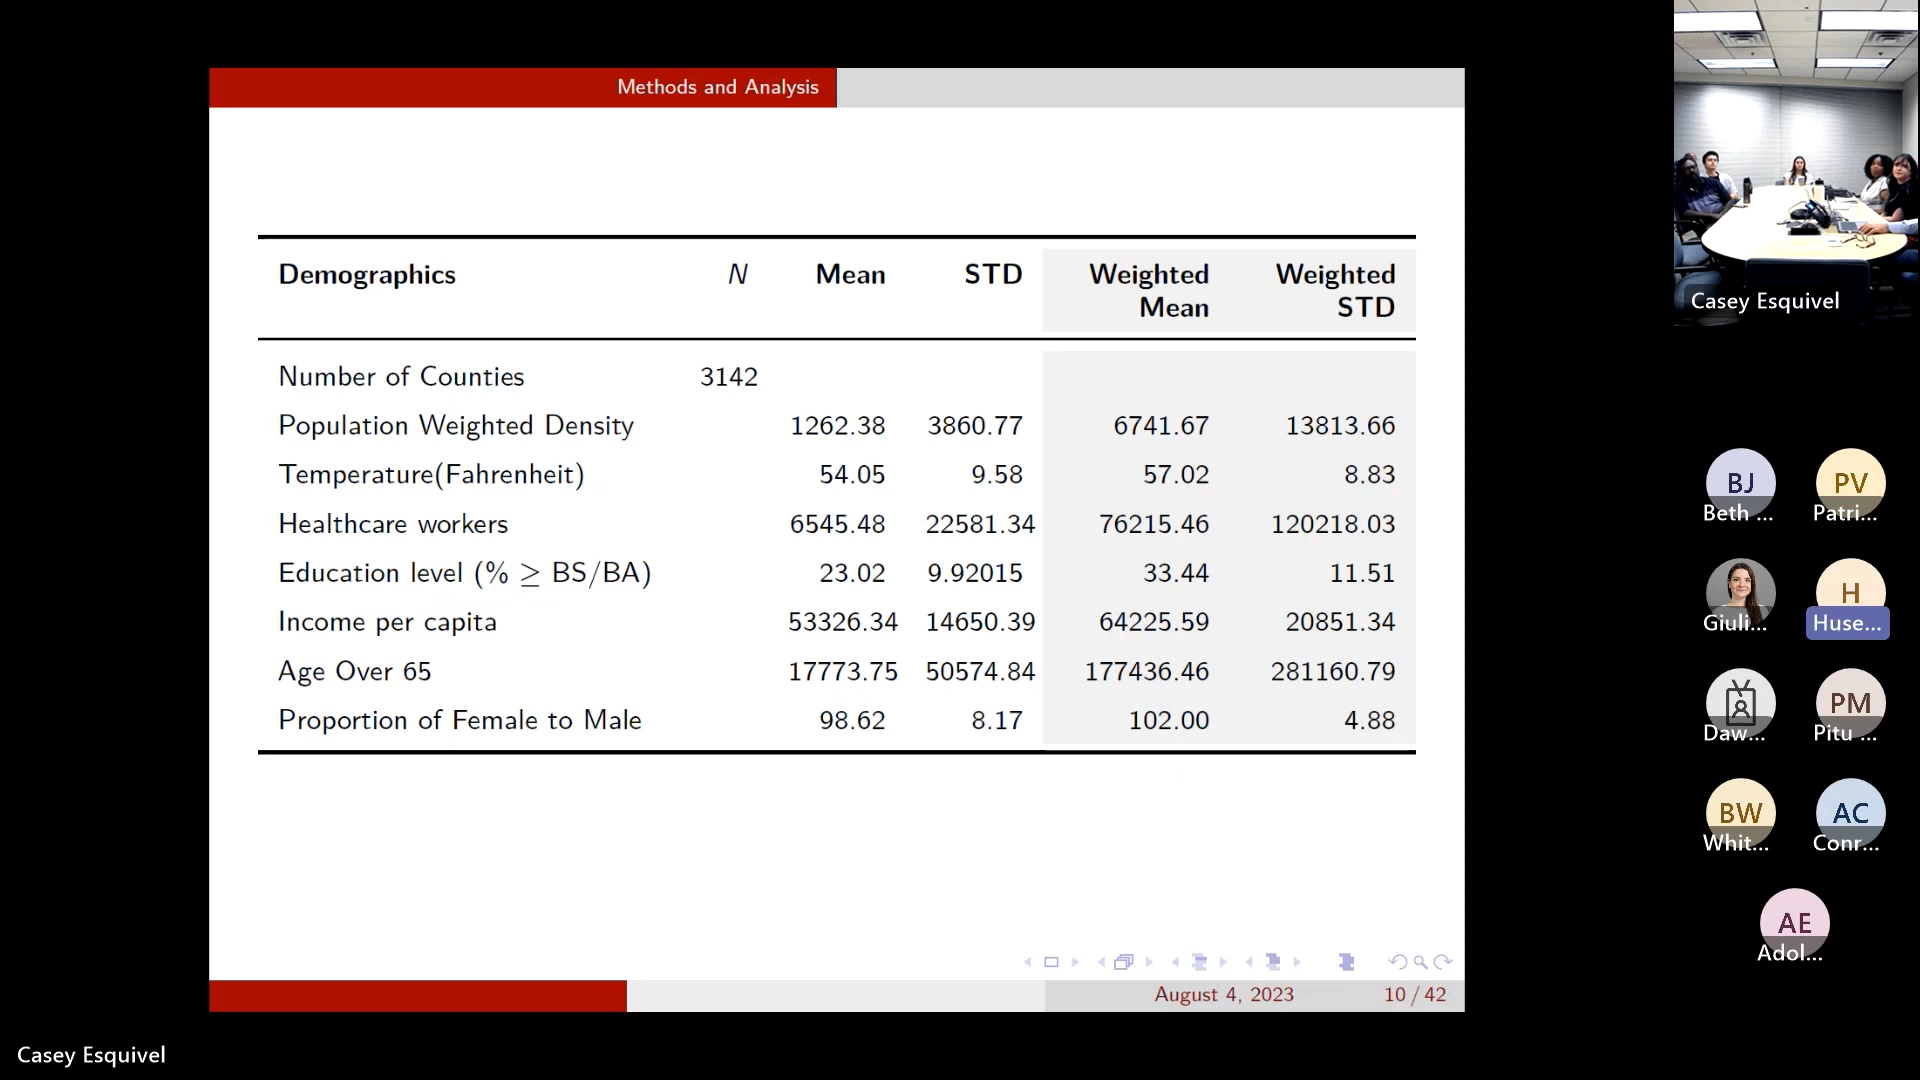 Methods and Analysis
Demographics N Mean STD Weighted Mean Weighted STD
Number of Counties 3142
Population Weighted Density 1262.38 3860.77 6741.67 13813.66
Temperature(Fahrenheit) 54.05 9.58 57.02 8.83
Healthcare workers 6545.48 22581.34 76215.46 120218.03
Education level (% ≥ BS/BA) 23.02 9.92015 33.44 11.51
Income per capita 53326.34 14650.39 64225.59 20851.34
Age Over 65 17773.75 50574.84 177436.46 281160.79
Proportion of Female to Male 98.62 8.17 102.00 4.88
August 4, 2023 10 / 42
Casey Esquivel
Casey Esquivel
BJ PV
Beth ... Patri...
H
Giuli... Huse...
PM
Daw... Pitu ...
BW AC
Whit... Conr...
AE
Adol...